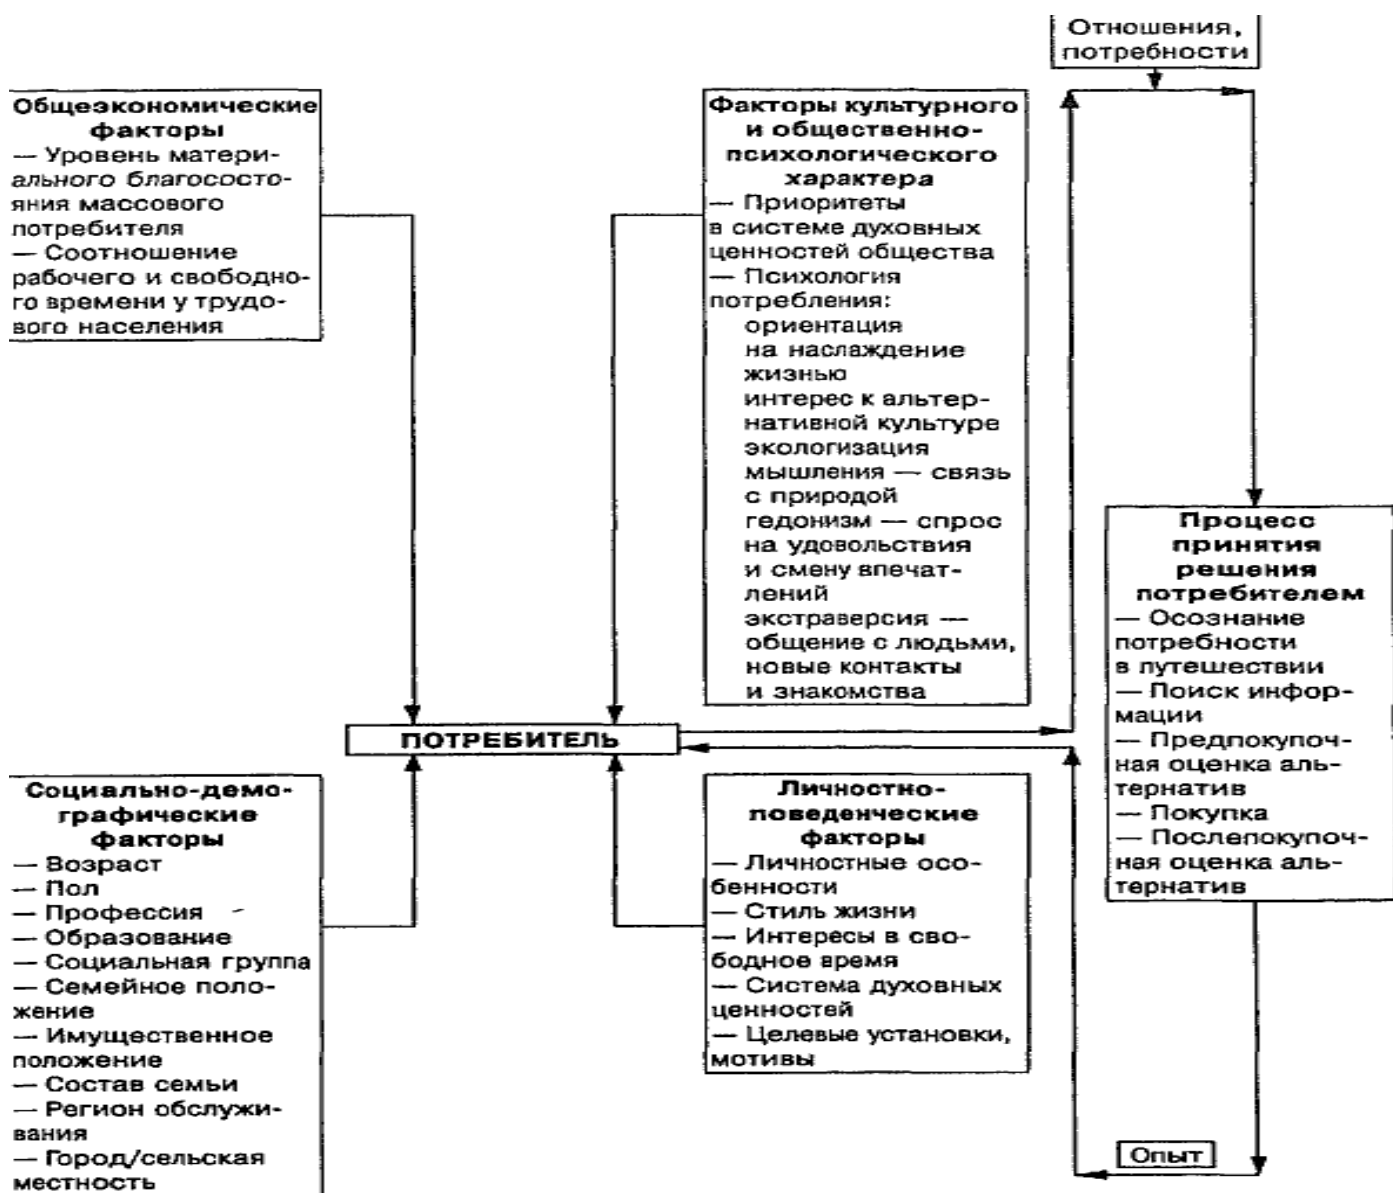 Отношения,
потребности
Общеэкономические
факторы
— Уровень матери-
ального благососто-
яния массового
потребителя
— Соотношение
рабочего и свободно-
го времени у трудо-
вого населения
Факторы культурного
и общественно-
психологического
характера
— Приоритеты
в системе духовных
ценностей общества
— Психология
потребления:
ориентация
на наслаждение
жизнью
интерес к альтер-
нативной культуре
экологизация
мышления — связь
с природой
гедонизм — спрос
на удовольствия
и смену впечат-
лений
экстраверсия —
общение с людьми,
новые контакты
и знакомства
ПОТРЕБИТЕЛЬ
Социально-демо-
графические
факторы
— Возраст
— Пол
— Профессия
— Образование
— Социальная группа
— Семейное поло-
жение
— Имущественное
положение
— Состав семьи
— Регион обслужи-
вания
— Город/сельская
местность
Личностно-
поведенческие
факторы
— Личностные осо-
бенности
— Стиль жизни
— Интересы в сво-
бодное время
— Система духовных
ценностей
— Целевые установки,
мотивы
Процесс
принятия
решения
потребителем
— Осознание
потребности
в путешествии
— Поиск инфор-
мации
— Предпокупоч-
ная оценка аль-
тернатив
— Покупка
— Послепокупоч-
ная оценка аль-
тернатив
Опыт